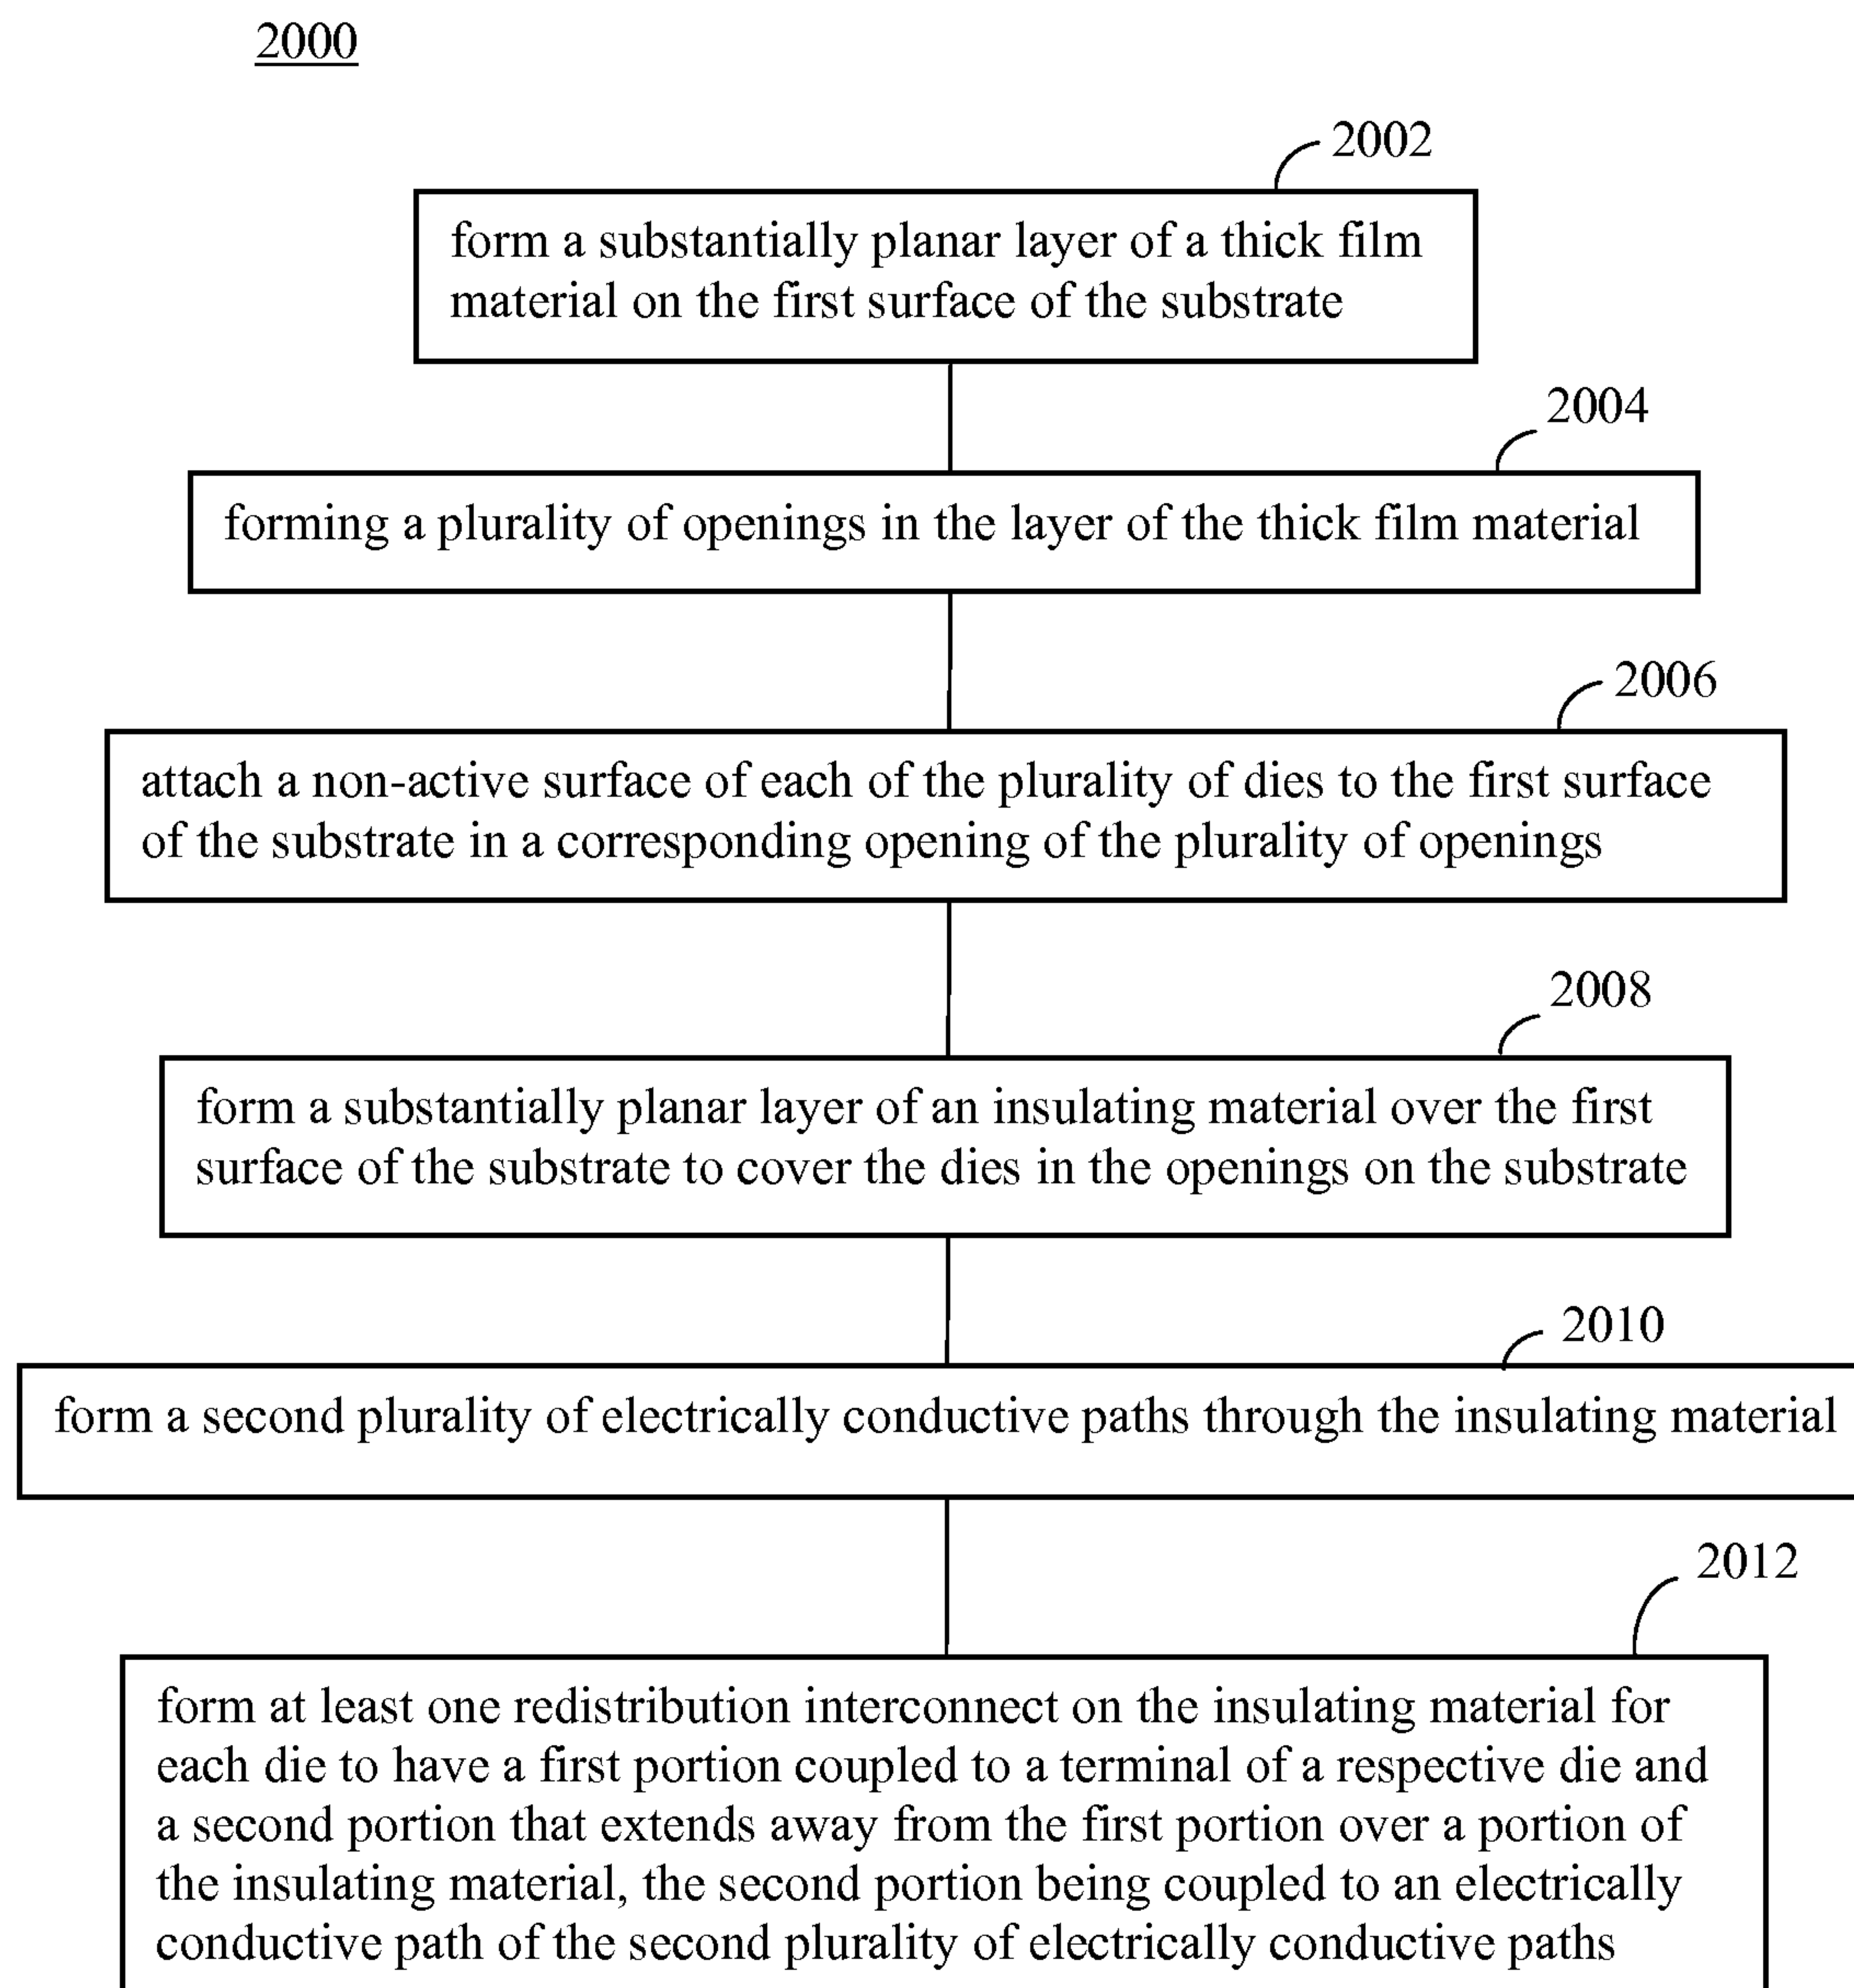 2000
2002
form a substantially planar layer of a thick film
material on the first surface of the substrate
2004
forming a plurality of openings in the layer of the thick film material
2006
attach a non-active surface of each of the plurality of dies to the first surface
of the substrate in a corresponding opening of the plurality of openings
2008
form a substantially planar layer of an insulating material over the first
surface of the substrate to cover the dies in the openings on the substrate
2010
form a second plurality of electrically conductive paths through the insulating material
2012
form at least one redistribution interconnect on the insulating material for
each die to have a first portion coupled to a terminal of a respective die and
a second portion that extends away from the first portion over a portion of
the insulating material, the second portion being coupled to an electrically
conductive path of the second plurality of electrically conductive paths